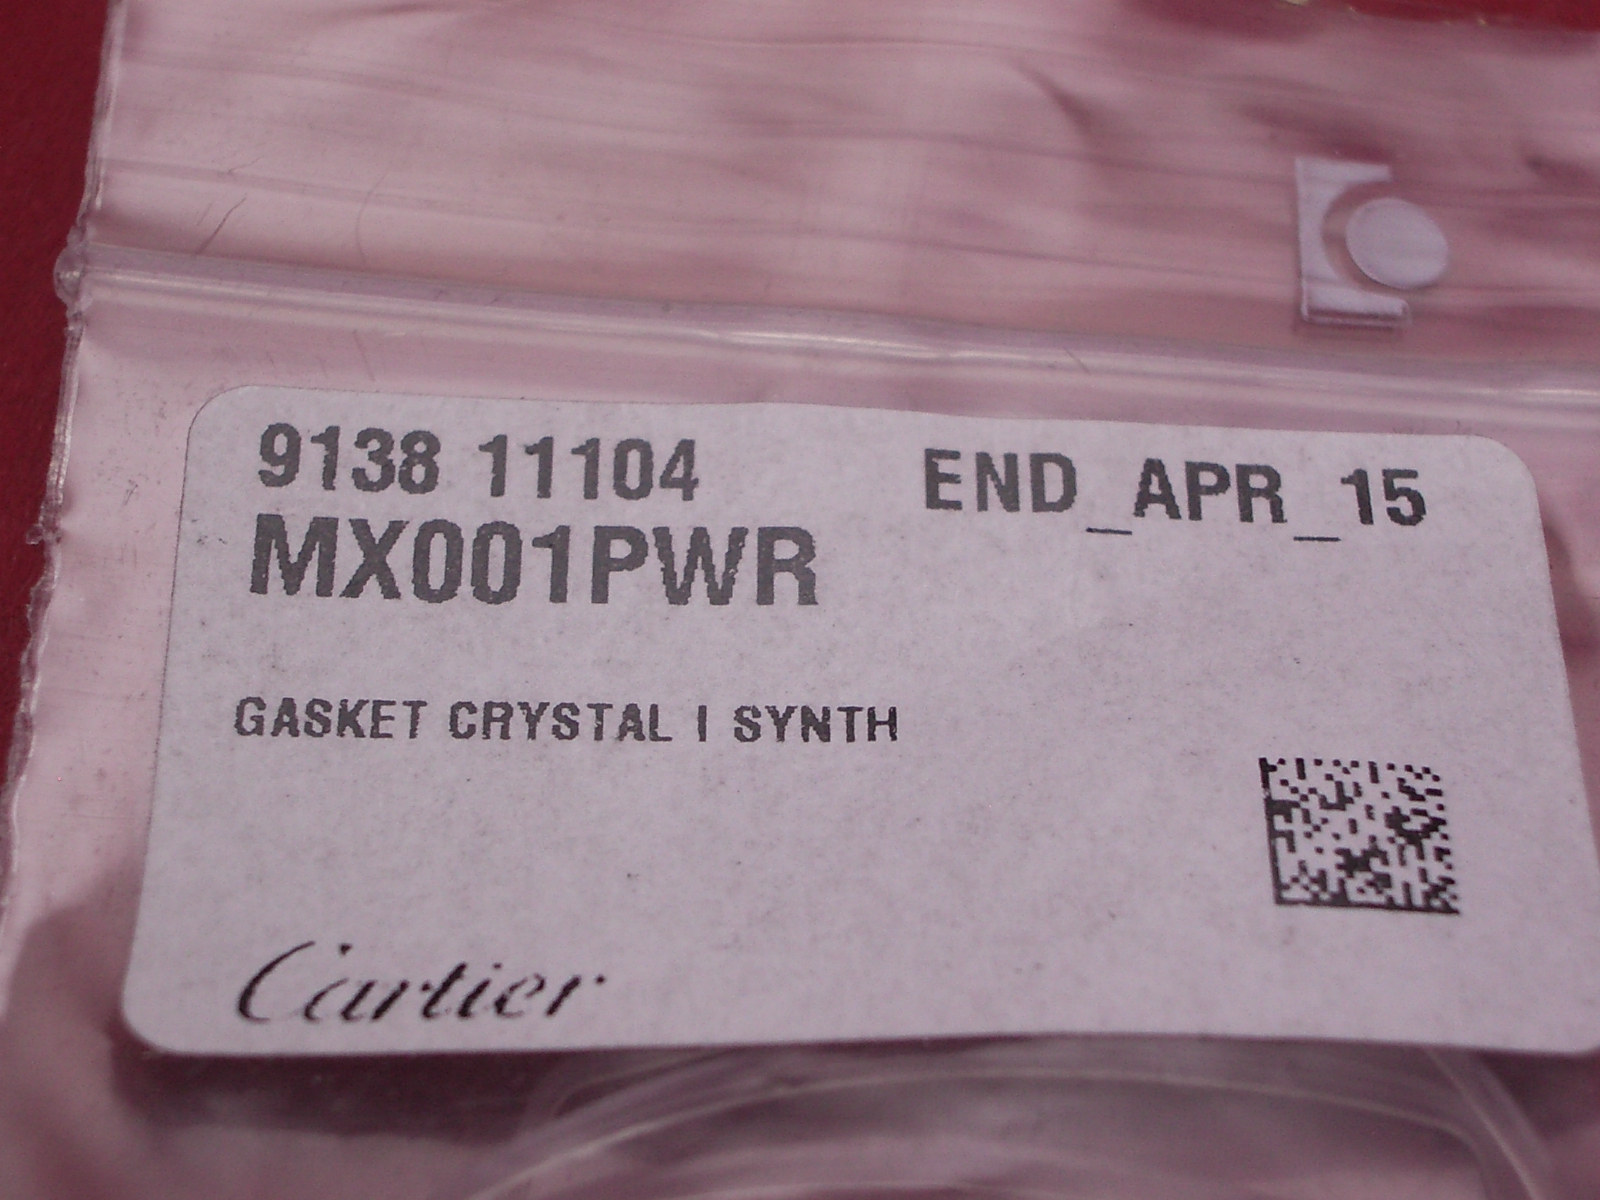 9138 11104 END_APR_15
MX001PWR
GASKET CRYSTAL I SYNTH
Cartier